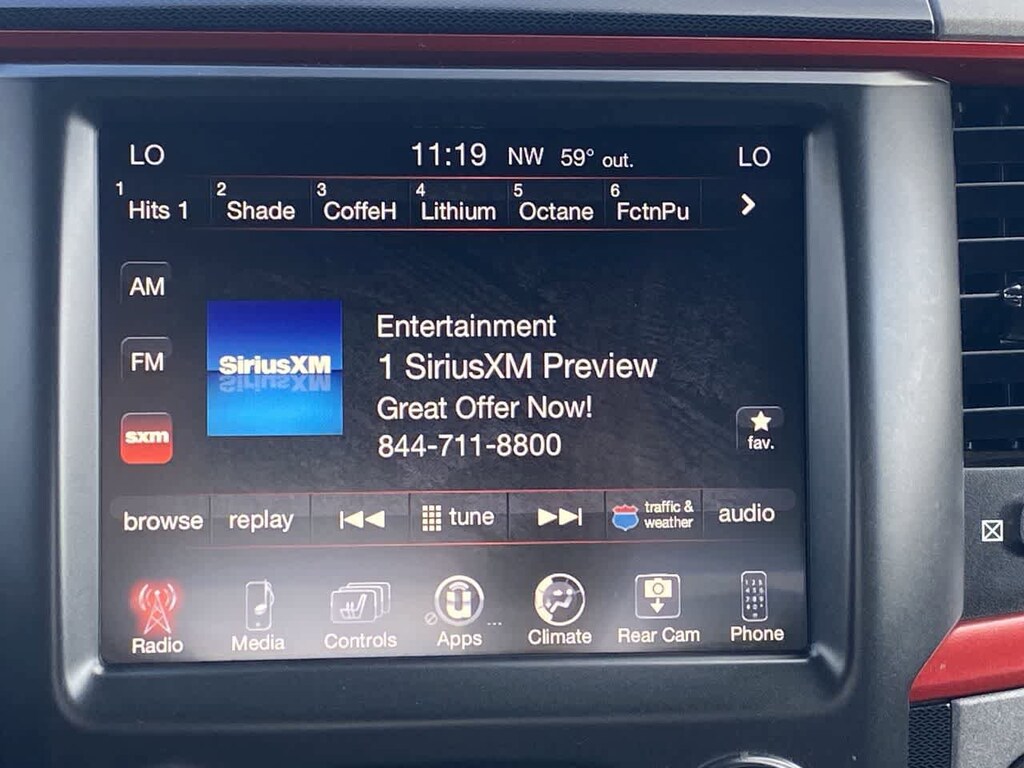 LO 11:19 NW 59° out. LO
1 Hits 1 2 Shade 3 CoffeH 4 Lithium 5 Octane 6 FctnPu
AM
FM
sxm
SiriusXM
Entertainment
1 SiriusXM Preview
Great Offer Now!
844-711-8800
fav.
browse replay tune traffic & weather audio
Radio Media Controls Apps ... Climate Rear Cam Phone